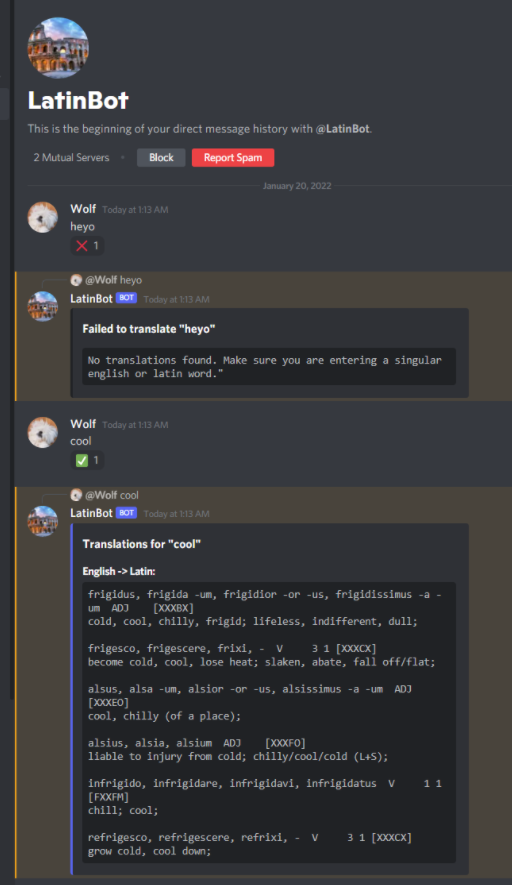 LatinBot
This is the beginning of your direct message history with @LatinBot.
2 Mutual Servers • Block Report Spam
January 20, 2022
Wolf Today at 1:13 AM
heyo
❌ 1
@Wolf heyo
LatinBot BOT Today at 1:13 AM
Failed to translate "heyo"
No translations found. Make sure you are entering a singular
english or latin word."
Wolf Today at 1:13 AM
cool
✅ 1
@Wolf cool
LatinBot BOT Today at 1:13 AM
Translations for "cool"
English -> Latin:
frigidus, frigida -um, frigidior -or -us, frigidissimus -a -
um ADJ [XXXBX]
cold, cool, chilly, frigid; lifeless, indifferent, dull;
frigesco, frigescere, frixi, - V 3 1 [XXXCX]
become cold, cool, lose heat; slaken, abate, fall off/flat;
alsus, alsa -um, alsior -or -us, alsissimus -a -um ADJ
[XXXEO]
cool, chilly (of a place);
alsius, alsia, alsium ADJ [XXXFO]
liable to injury from cold; chilly/cool/cold (L+S);
infrigido, infrigidare, infrigidavi, infrigidatus V 1 1
[FXXFM]
chill; cool;
refrigesco, refrigescere, refrixi, - V 3 1 [XXXCX]
grow cold, cool down;